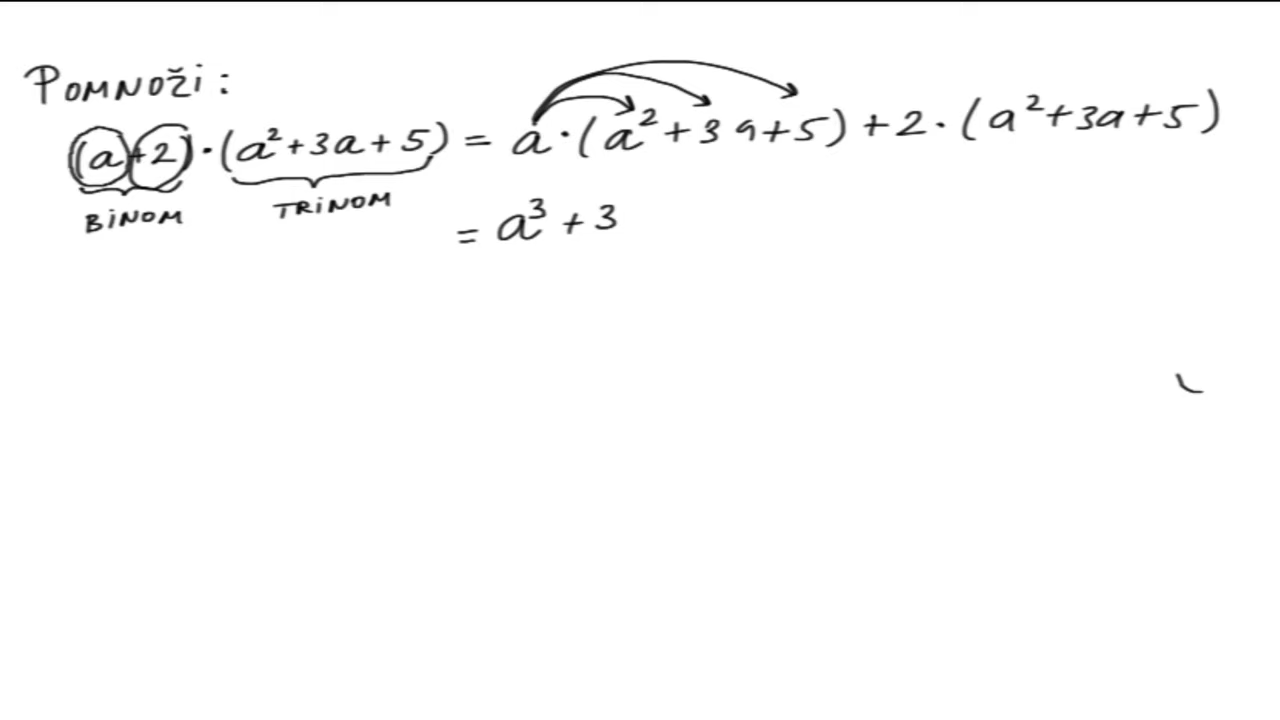 POMNOŽi:
(a+2)·(a²+3a+5) = a·(a²+3a+5)+2·(a²+3a+5)
BiNOM TRiNOM
= a³+3